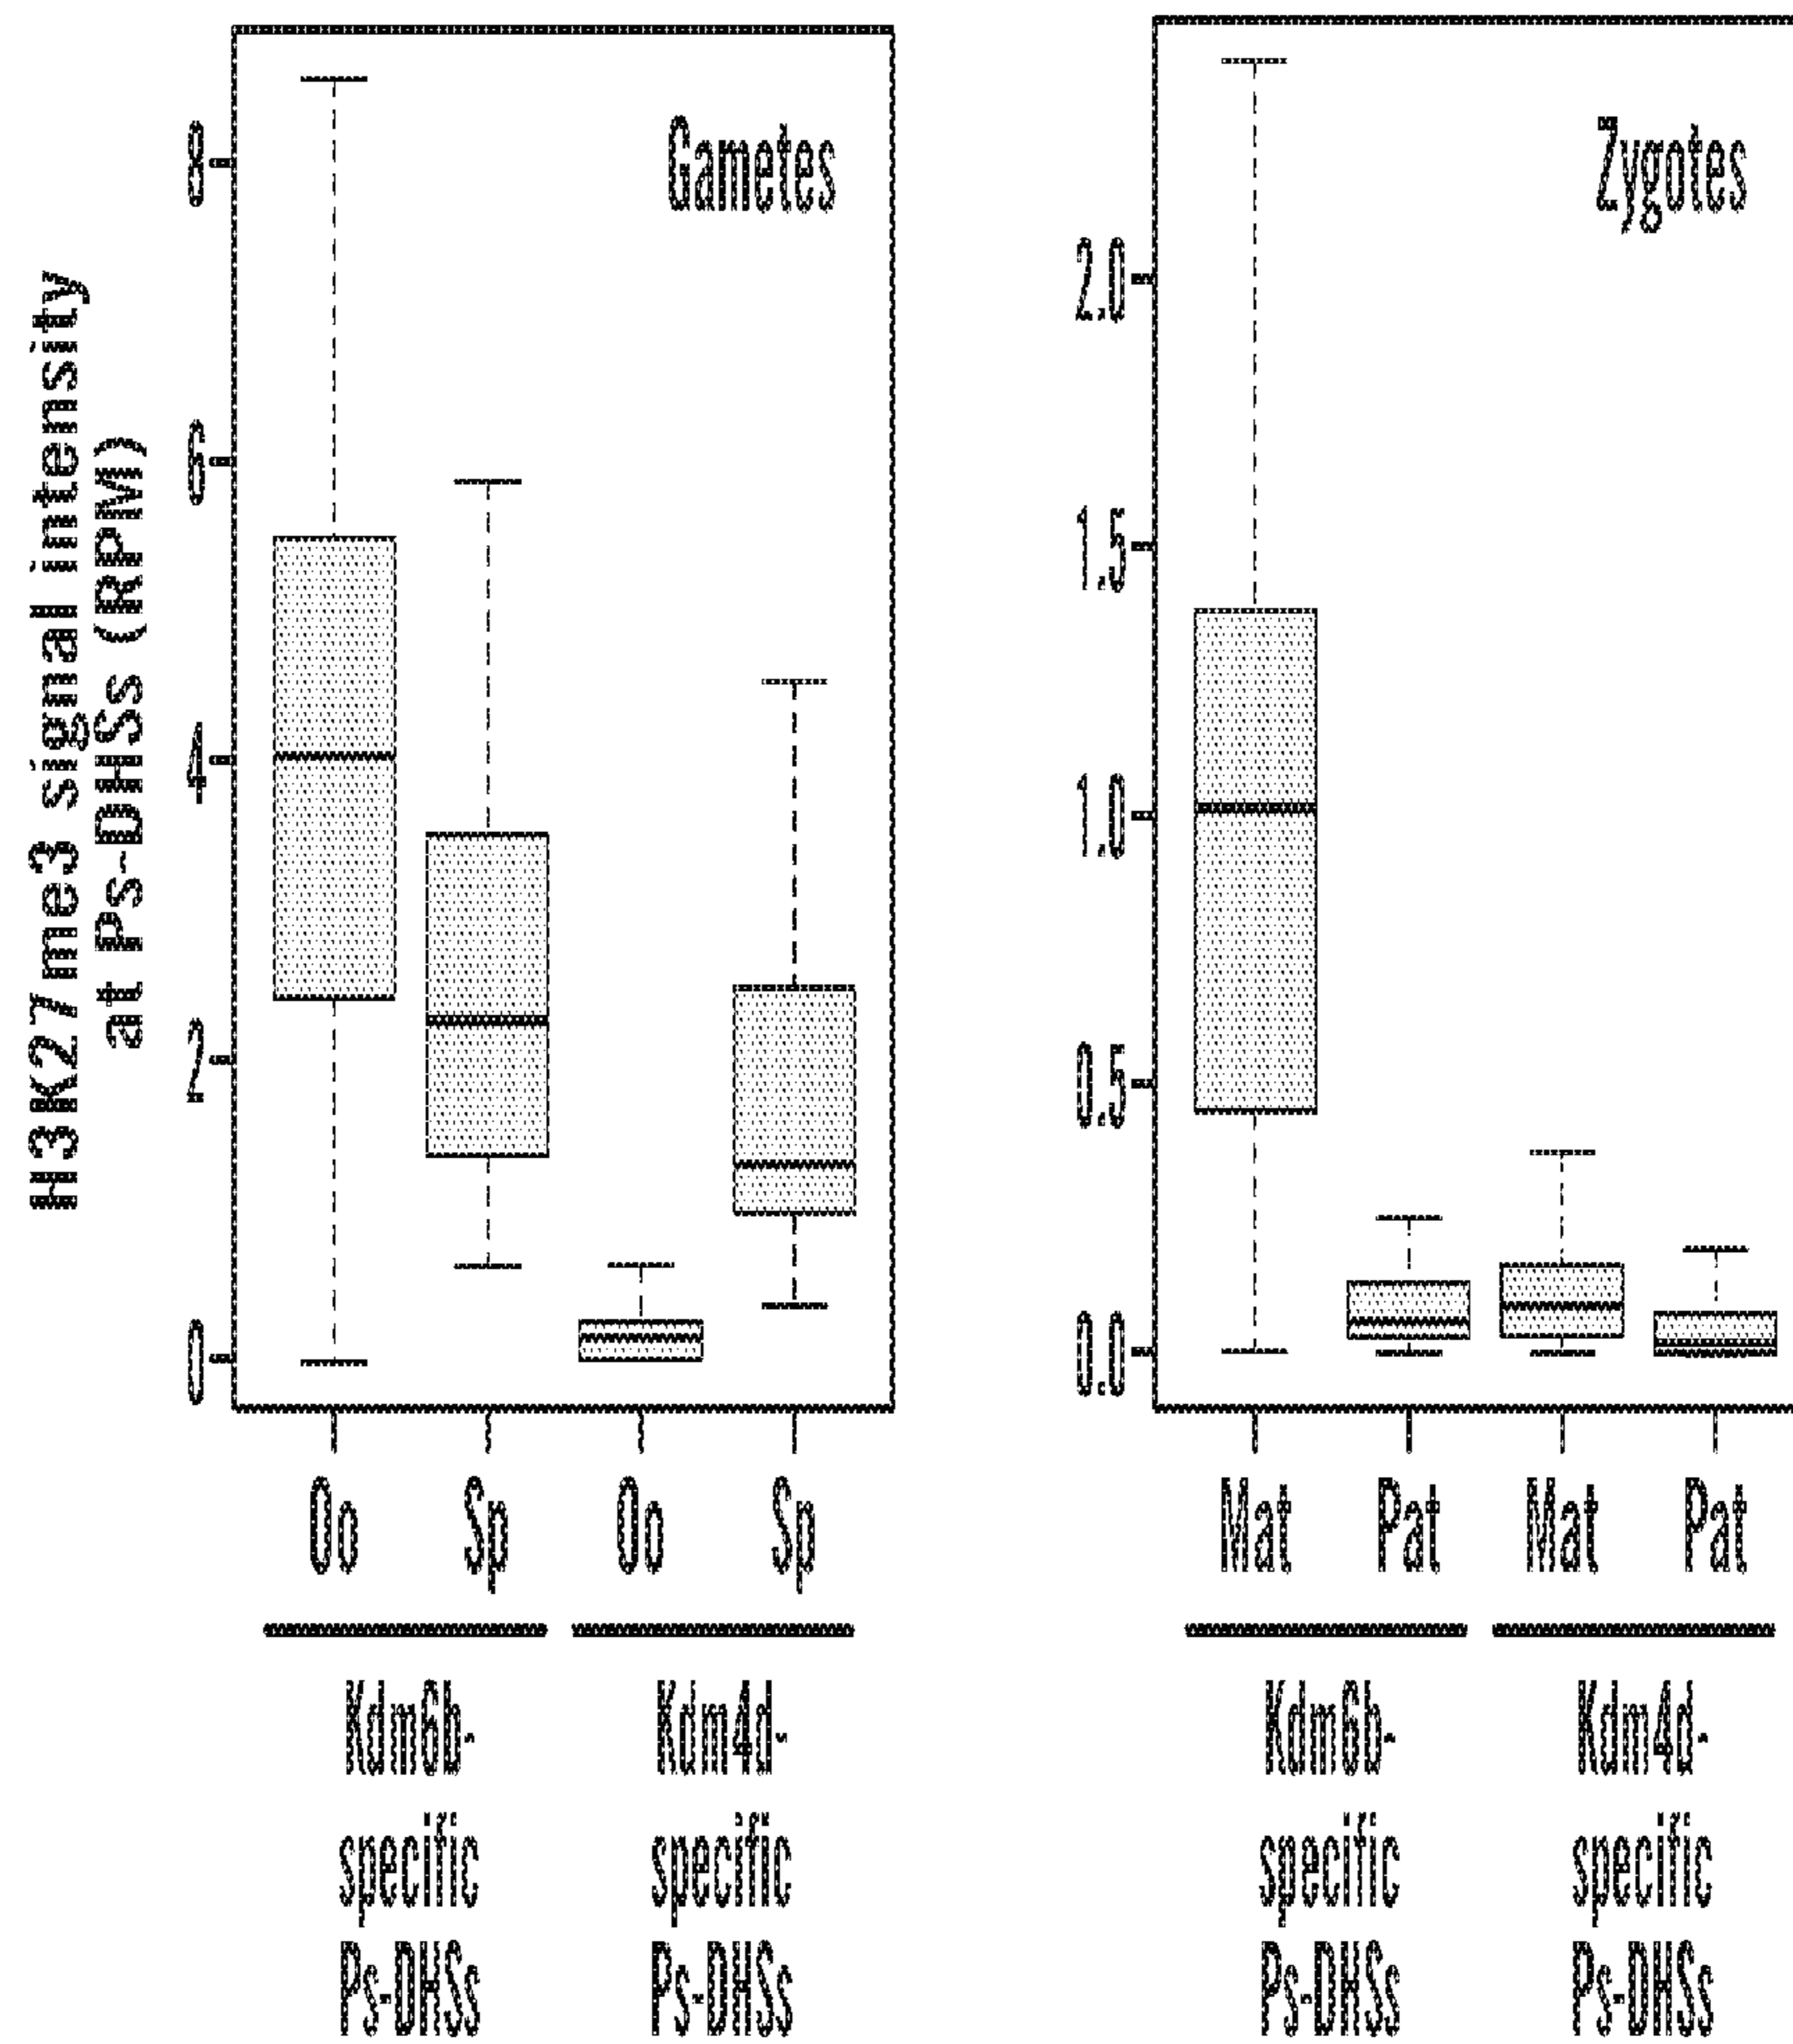 H3K27me3 signal intensity
at Ps-DHSs (RPM)
Gametes
8
6
4
2
0
Oo Sp Oo Sp
Kdm6b-
specific
Ps-DHSs
Kdm4d-
specific
Ps-DHSs
Zygotes
2.0
1.5
1.0
0.5
0.0
Mat Pat Mat Pat
Kdm6b-
specific
Ps-DHSs
Kdm4d-
specific
Ps-DHSs